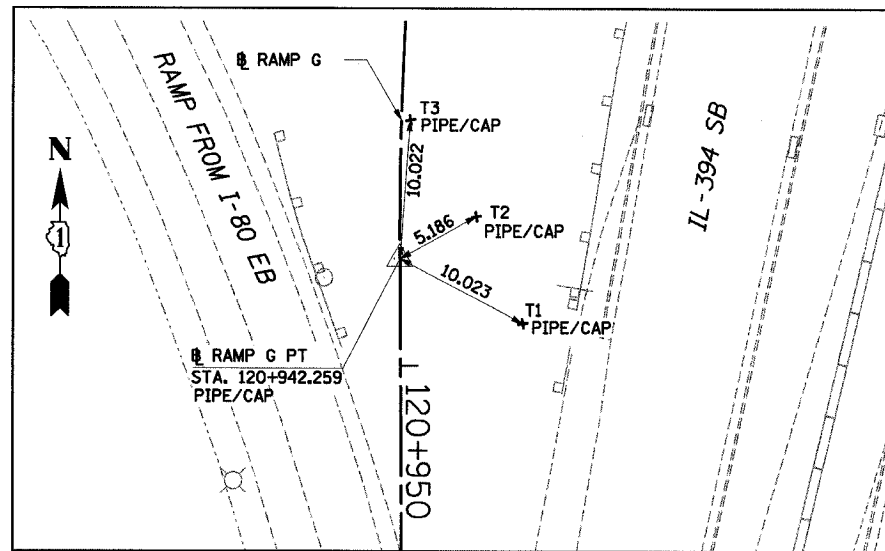 ℄ RAMP G
T3
PIPE/CAP
RAMP FROM I-80 EB
IL-394 SB
N
1
10.022
T2
PIPE/CAP
5.186
10.023
T1
PIPE/CAP
℄ RAMP G PT
STA. 120+942.259
PIPE/CAP
120+950